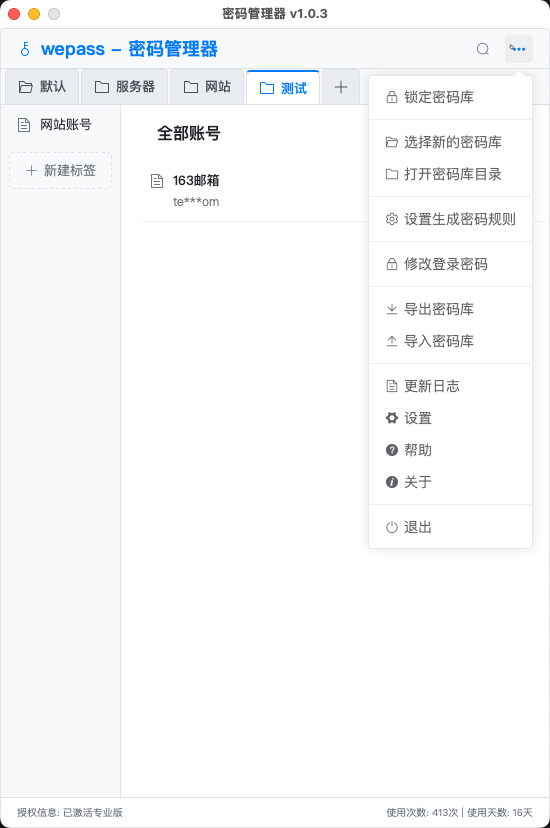 密码管理器 v1.0.3
wepass – 密码管理器
默认
服务器
网站
测试
网站账号
新建标签
全部账号
163邮箱
te***om
锁定密码库
选择新的密码库
打开密码库目录
设置生成密码规则
修改登录密码
导出密码库
导入密码库
更新日志
设置
帮助
关于
退出
授权信息: 已激活专业版
使用次数: 413次 | 使用天数: 16天